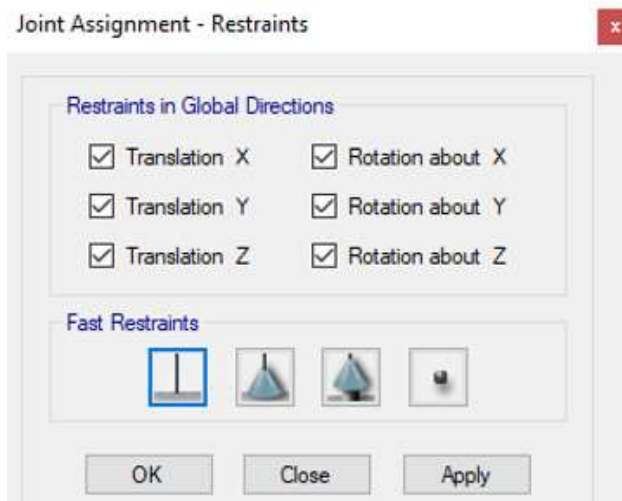 Joint Assignment - Restraints
x
Restraints in Global Directions
Translation X
Rotation about X
Translation Y
Rotation about Y
Translation Z
Rotation about Z
Fast Restraints
OK
Close
Apply